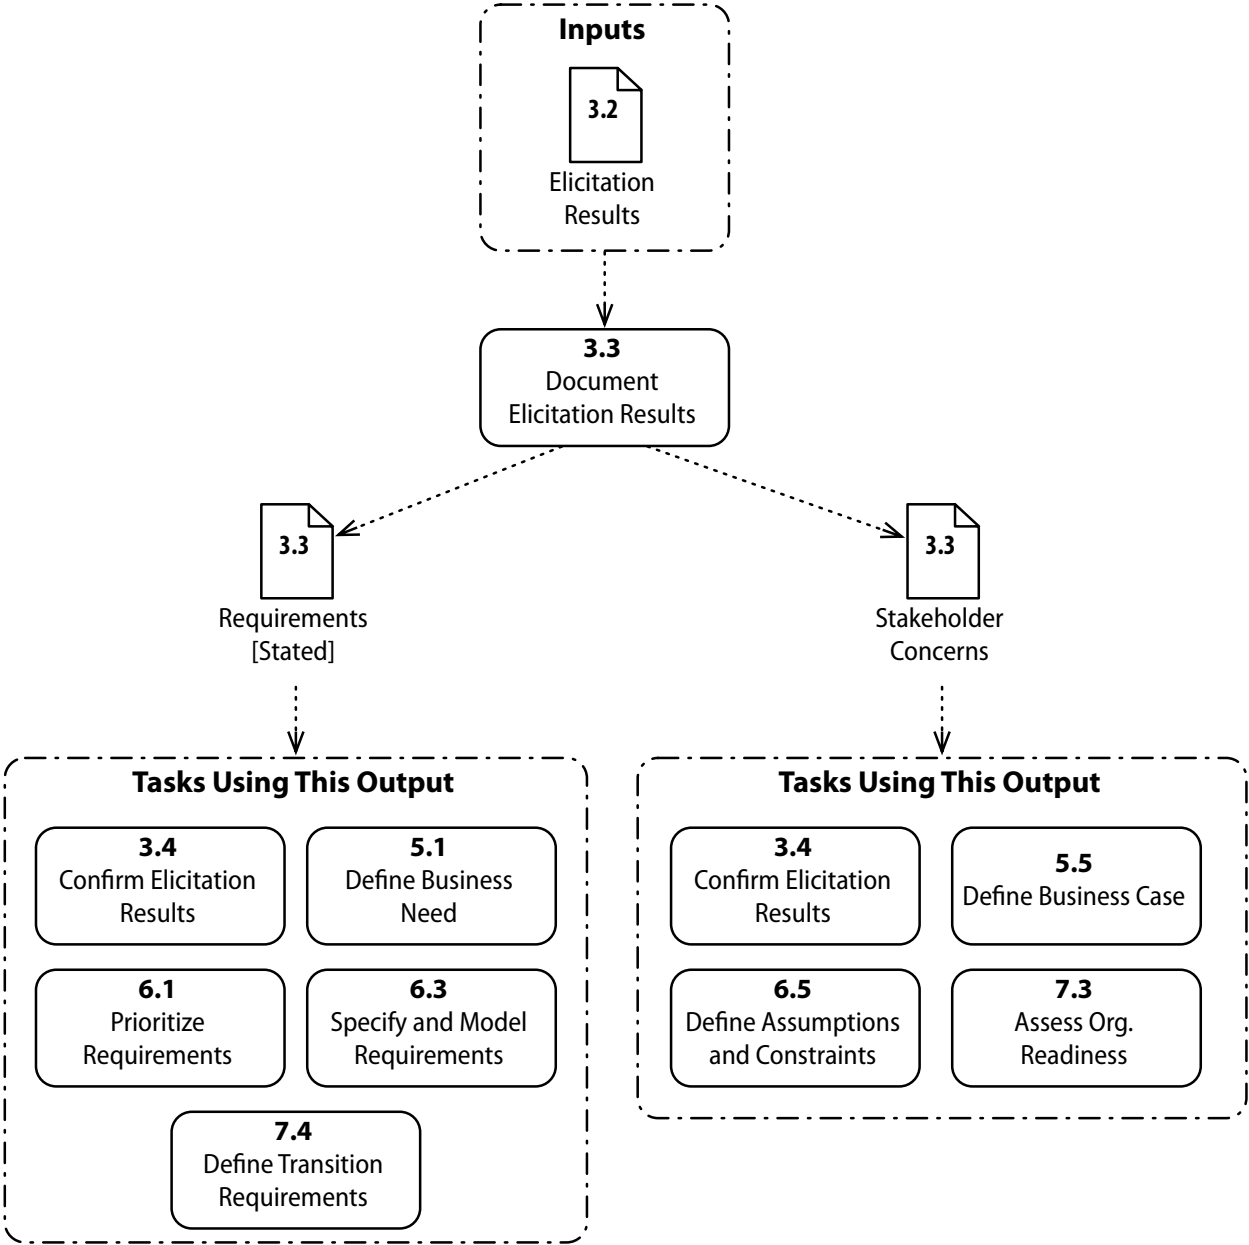 Inputs
3.2
Elicitation
Results
3.3
Document
Elicitation Results
3.3
Requirements
[Stated]
3.3
Stakeholder
Concerns
Tasks Using This Output
3.4
Confirm Elicitation
Results
5.1
Define Business
Need
6.1
Prioritize
Requirements
6.3
Specify and Model
Requirements
7.4
Define Transition
Requirements
Tasks Using This Output
3.4
Confirm Elicitation
Results
5.5
Define Business Case
6.5
Define Assumptions
and Constraints
7.3
Assess Org.
Readiness